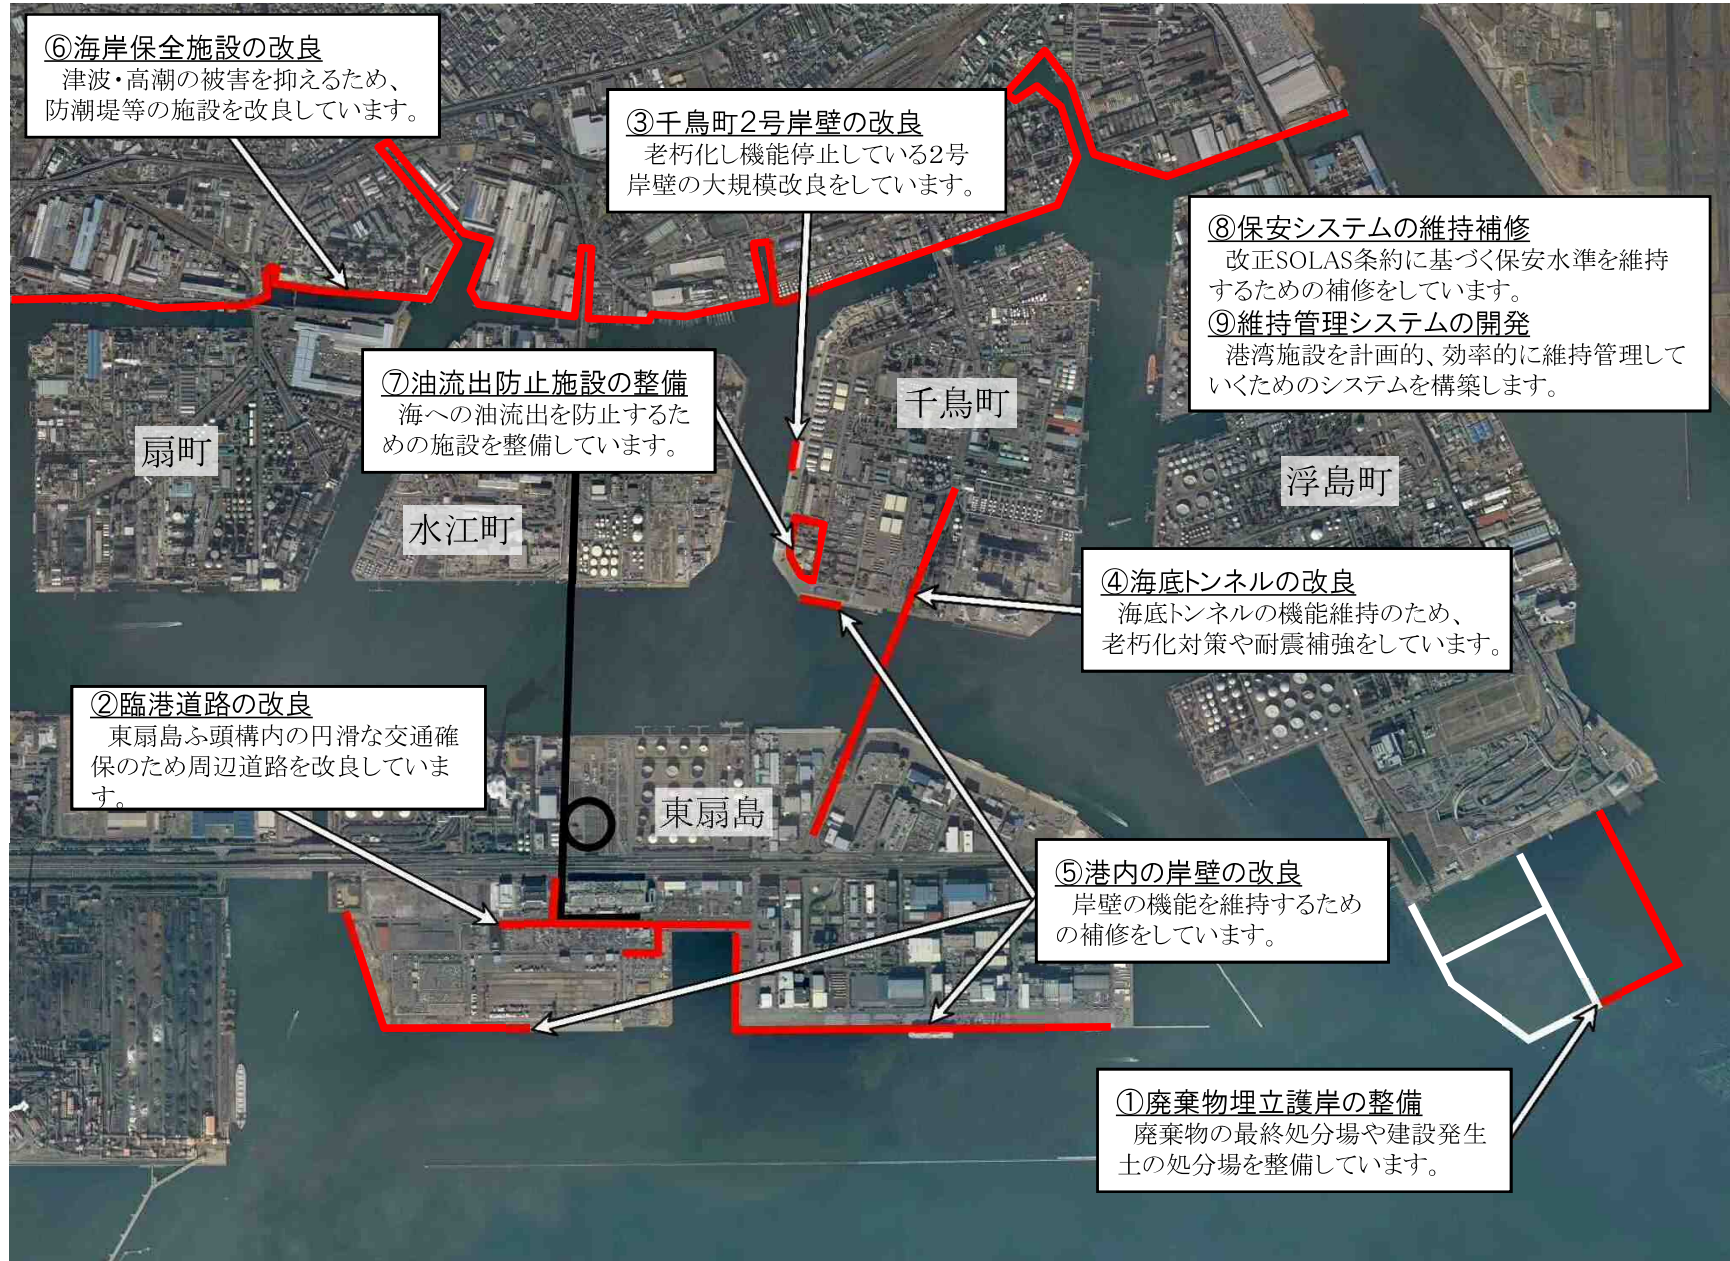 ⑥海岸保全施設の改良
津波・高潮の被害を抑えるため、
防潮堤等の施設を改良しています。
③千鳥町2号岸壁の改良
老朽化し機能停止している2号
岸壁の大規模改良をしています。
⑧保安システムの維持補修
改正SOLAS条約に基づく保安水準を維持
するための補修をしています。
⑨維持管理システムの開発
港湾施設を計画的、効率的に維持管理して
いくためのシステムを構築します。
⑦油流出防止施設の整備
海への油流出を防止するた
めの施設を整備しています。
千鳥町
扇町
水江町
浮島町
④海底トンネルの改良
海底トンネルの機能維持のため、
老朽化対策や耐震補強をしています。
②臨港道路の改良
東扇島ふ頭構内の円滑な交通確
保のため周辺道路を改良していま
す。
東扇島
⑤港内の岸壁の改良
岸壁の機能を維持するため
の補修をしています。
①廃棄物埋立護岸の整備
廃棄物の最終処分場や建設発生
土の処分場を整備しています。